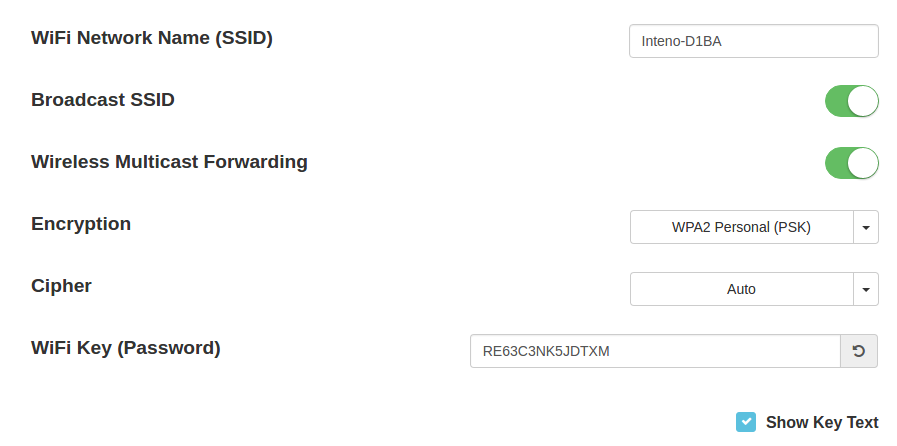 WiFi Network Name (SSID) Inteno-D1BA
Broadcast SSID
Wireless Multicast Forwarding
Encryption WPA2 Personal (PSK)
Cipher Auto
WiFi Key (Password) RE63C3NK5JDTXM
Show Key Text